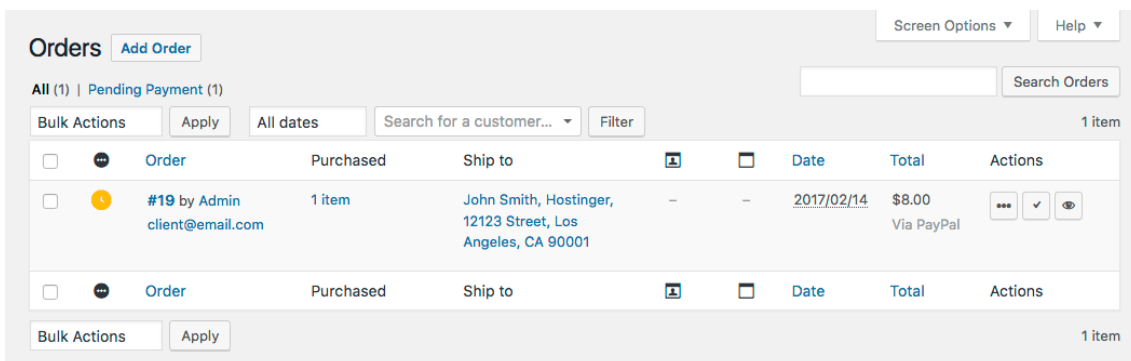 Screen Options ▼ Help ▼
Orders Add Order
All (1) | Pending Payment (1)
Search Orders
Bulk Actions Apply All dates Search for a customer... Filter 1 item
Order Purchased Ship to Date Total Actions
#19 by Admin 1 item John Smith, Hostinger, – – 2017/02/14 $8.00
client@email.com 12123 Street, Los Via PayPal
Angeles, CA 90001
Order Purchased Ship to Date Total Actions
Bulk Actions Apply 1 item